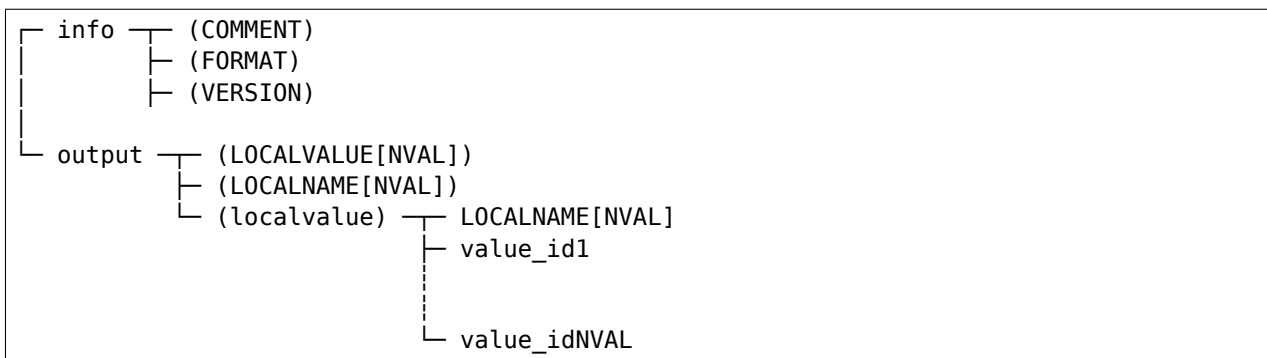 info (COMMENT)
(FORMAT)
(VERSION)
output (LOCALVALUE[NVAL])
(LOCALNAME[NVAL])
(localvalue) LOCALNAME[NVAL]
value_id1
value_idNVAL